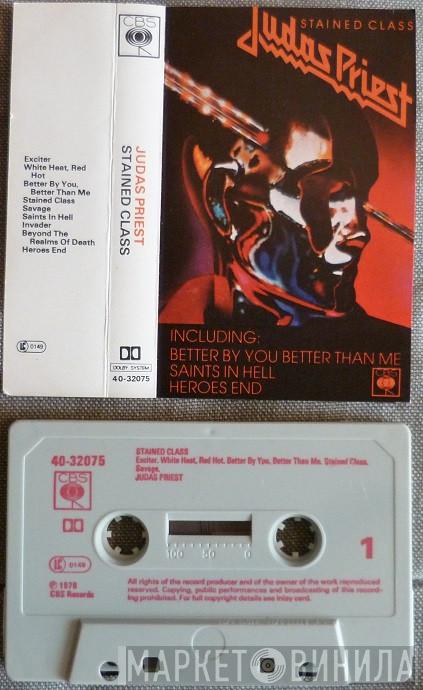 CBS
STAINED CLASS
Judas Priest
JUDAS PRIEST
STAINED CLASS
Exciter
White Heat, Red
Hot
Better By You,
Better Than Me
Stained Class
Savage
Saints In Hell
Invader
Beyond The
Realms Of Death
Heroes End
0149
DOLBY SYSTEM
40-32075
INCLUDING:
BETTER BY YOU BETTER THAN ME
SAINTS IN HELL
HEROES END
CBS
40-32075
STAINED CLASS
Exciter, White Heat, Red Hot, Better By You, Better Than Me, Stained Class,
Savage,
JUDAS PRIEST
CBS
100 50 0
1
0149
℗ 1978
CBS Records
All rights of the record producer and of the owner of the work reproduced
reserved. Copying, public performances and broadcasting of this record-
ing prohibited. For full copyright details see inlay card.
МАРКЕТ ВИНИЛА